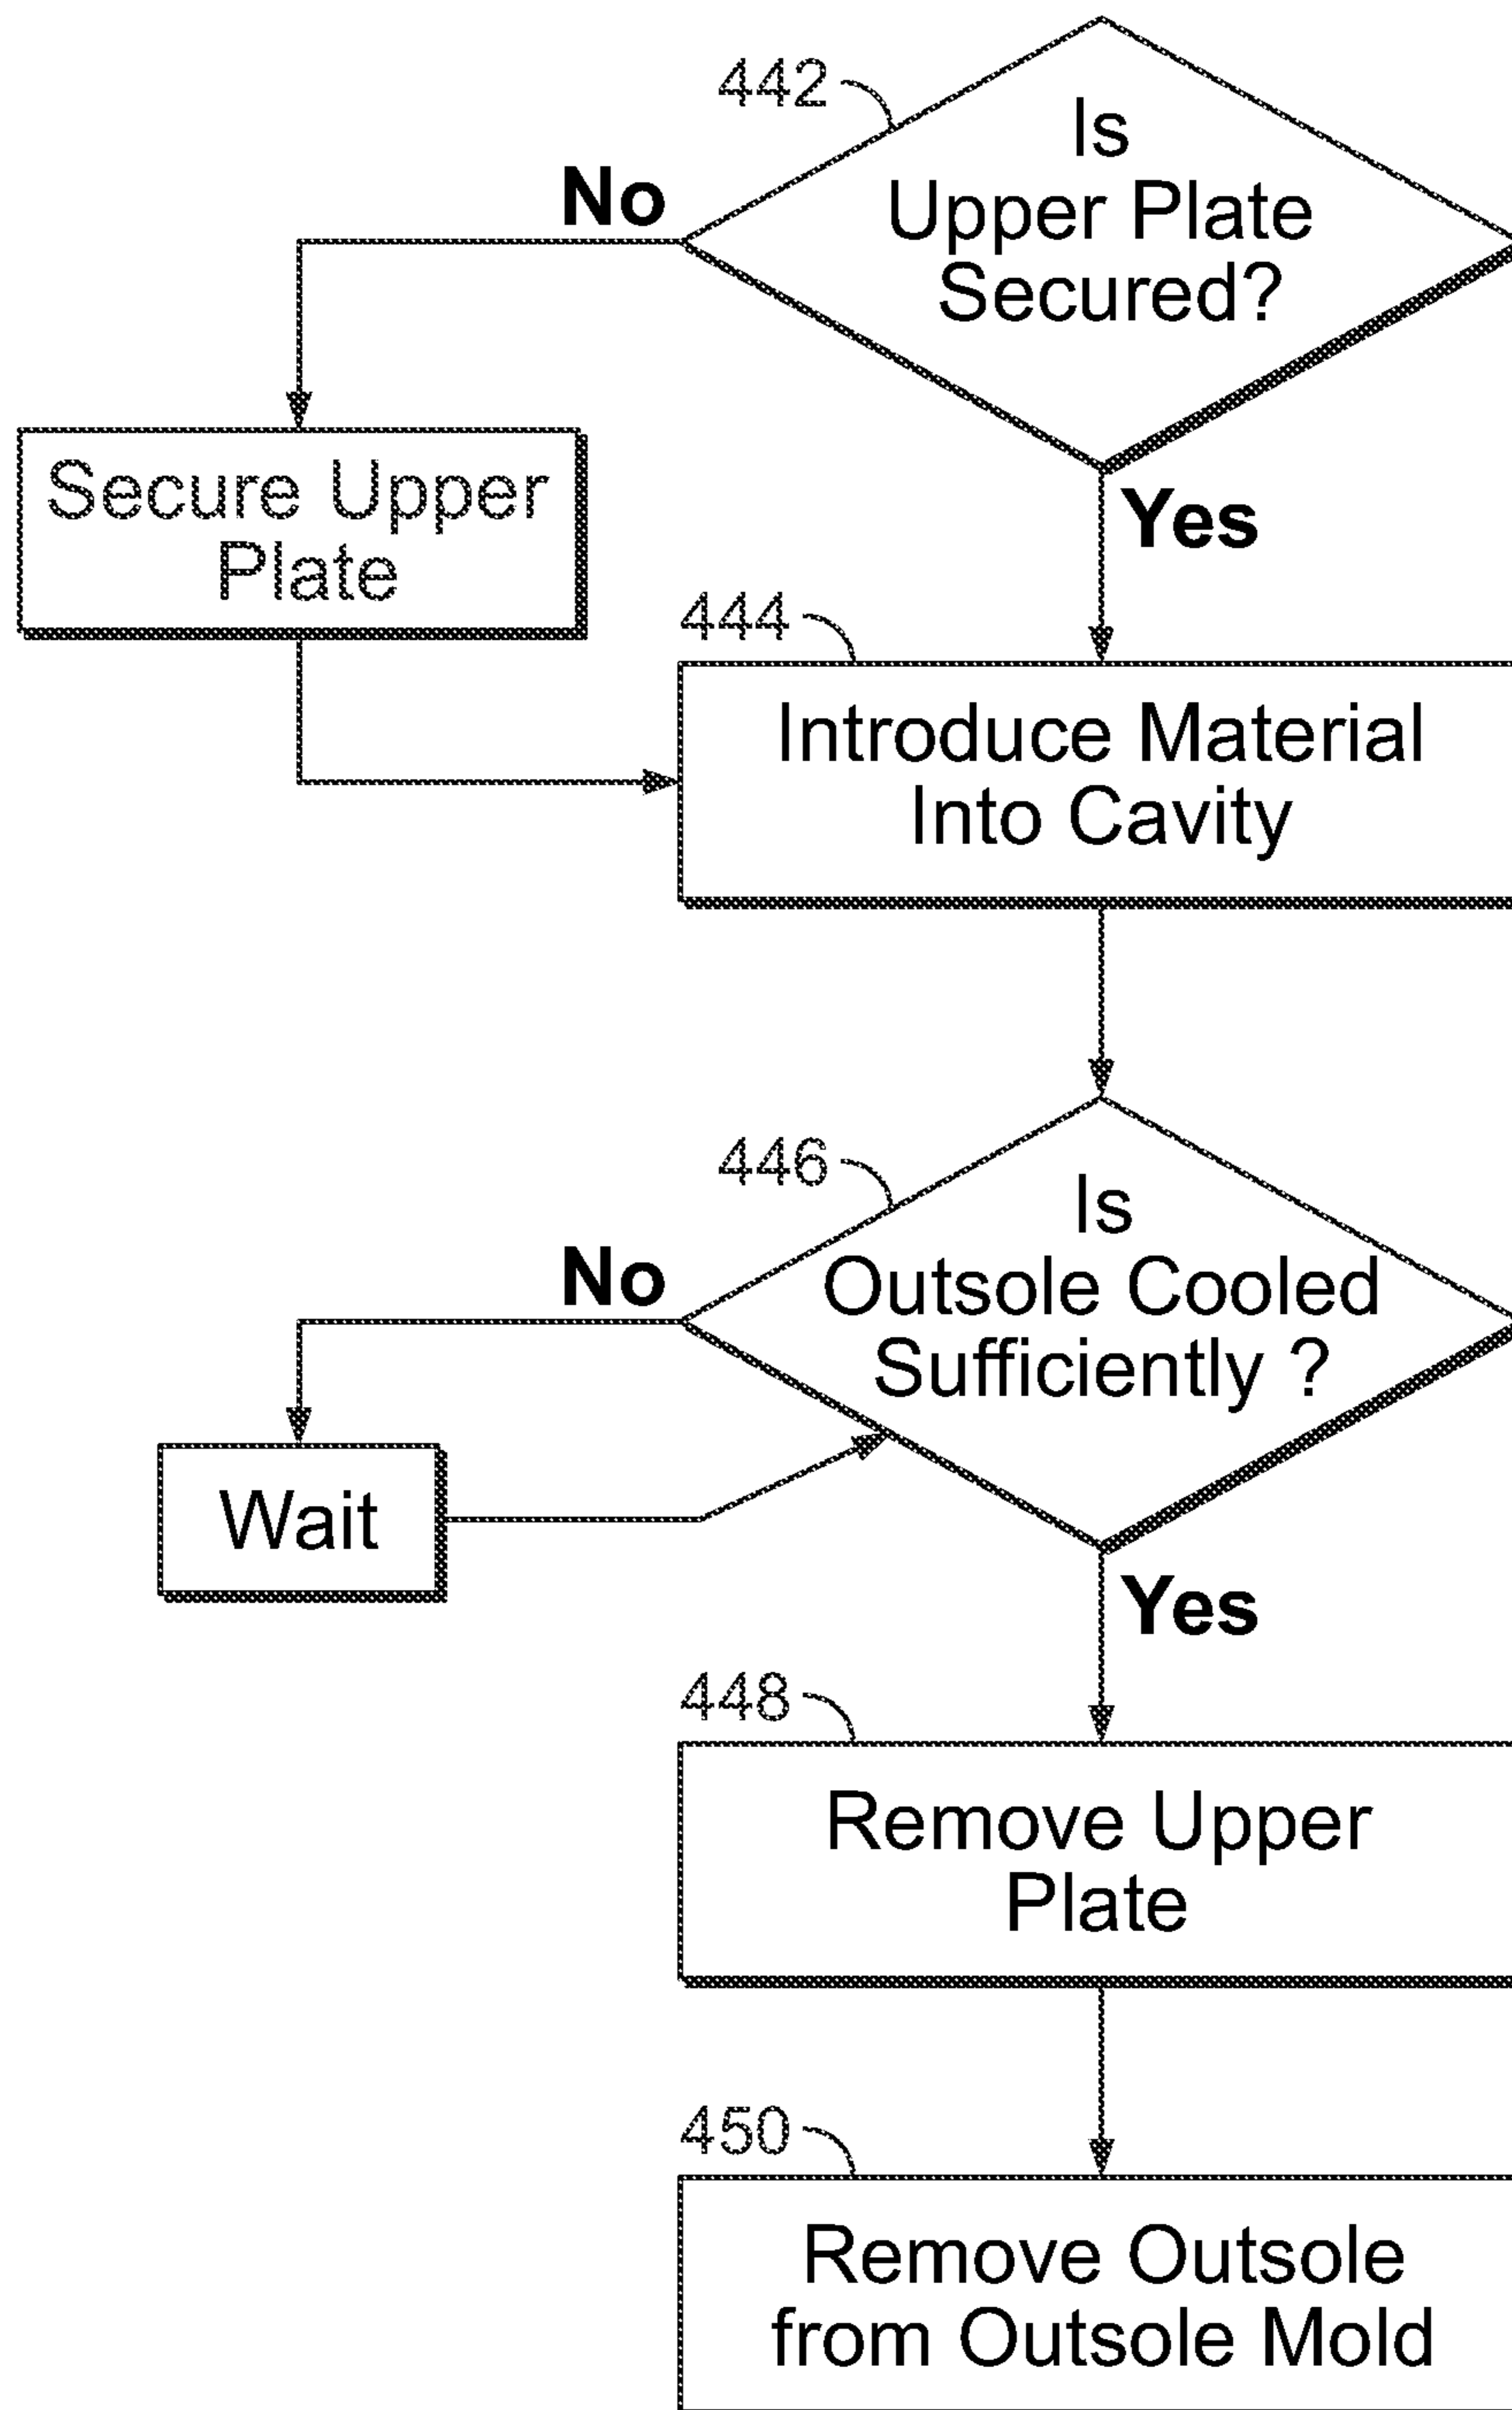 442
Is
Upper Plate
Secured?
No
Yes
Secure Upper
Plate
444
Introduce Material
Into Cavity
446
Is
Outsole Cooled
Sufficiently ?
No
Wait
Yes
448
Remove Upper
Plate
450
Remove Outsole
from Outsole Mold